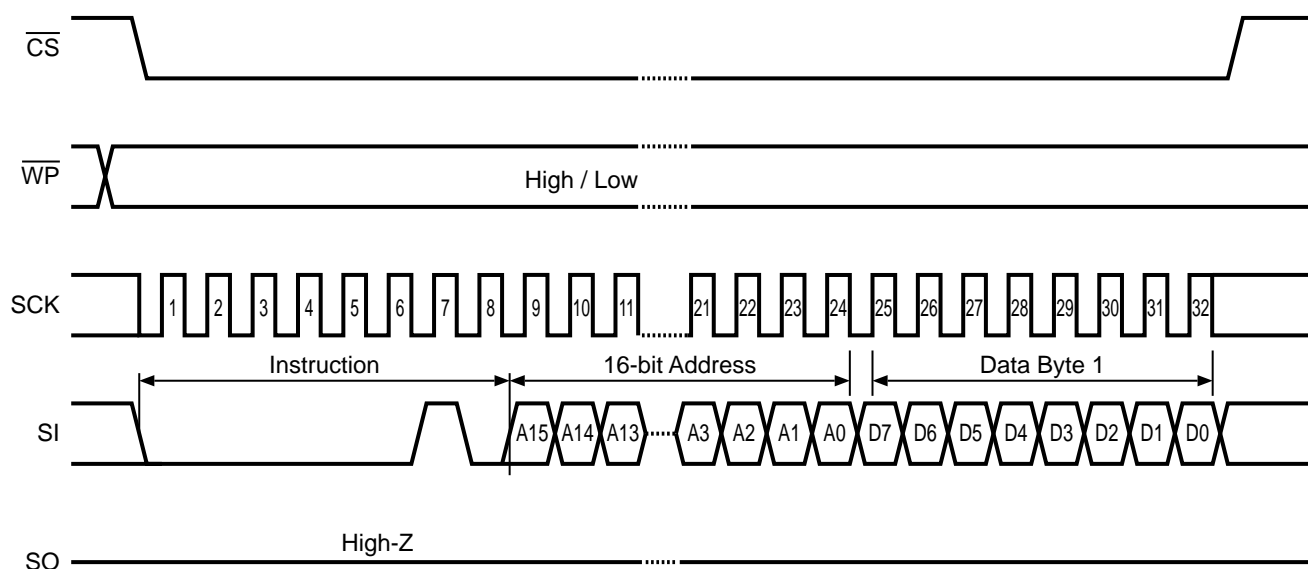 CS
WP
High / Low
SCK
1 2 3 4 5 6 7 8 9 10 11 21 22 23 24 25 26 27 28 29 30 31 32
Instruction 16-bit Address Data Byte 1
SI
A15 A14 A13 A3 A2 A1 A0 D7 D6 D5 D4 D3 D2 D1 D0
High-Z
SO